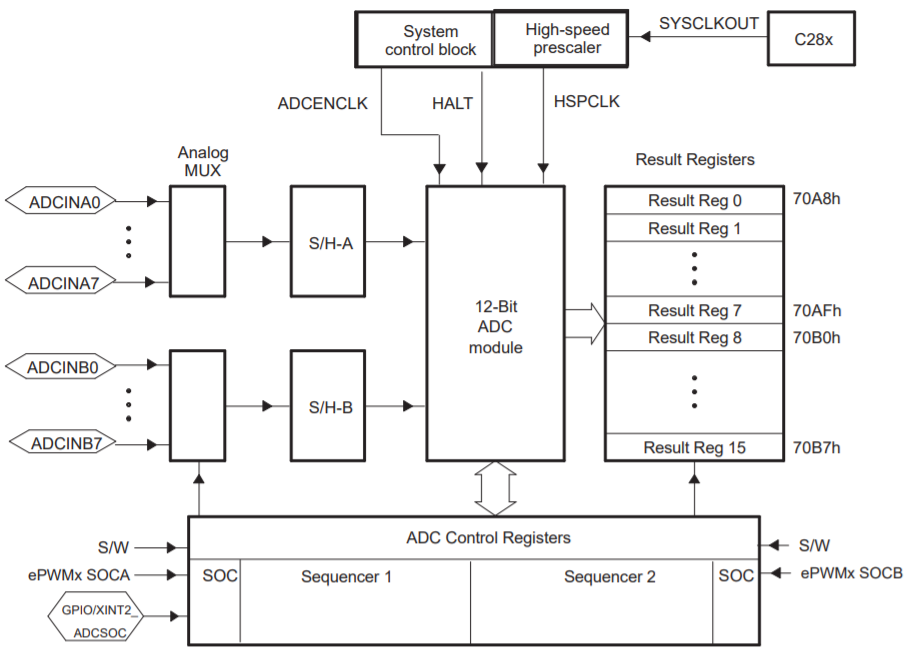 System
control block
High-speed
prescaler
SYSCLKOUT
C28x
ADCENCLK
HALT
HSPCLK
Analog
MUX
Result Registers
ADCINA0
ADCINA7
S/H-A
12-Bit
ADC
module
Result Reg 0
70A8h
Result Reg 1
Result Reg 7
70AFh
Result Reg 8
70B0h
ADCINB0
ADCINB7
S/H-B
Result Reg 15
70B7h
ADC Control Registers
S/W
S/W
ePWMx SOCA
SOC
Sequencer 1
Sequencer 2
SOC
ePWMx SOCB
GPIO/XINT2_
ADCSOC